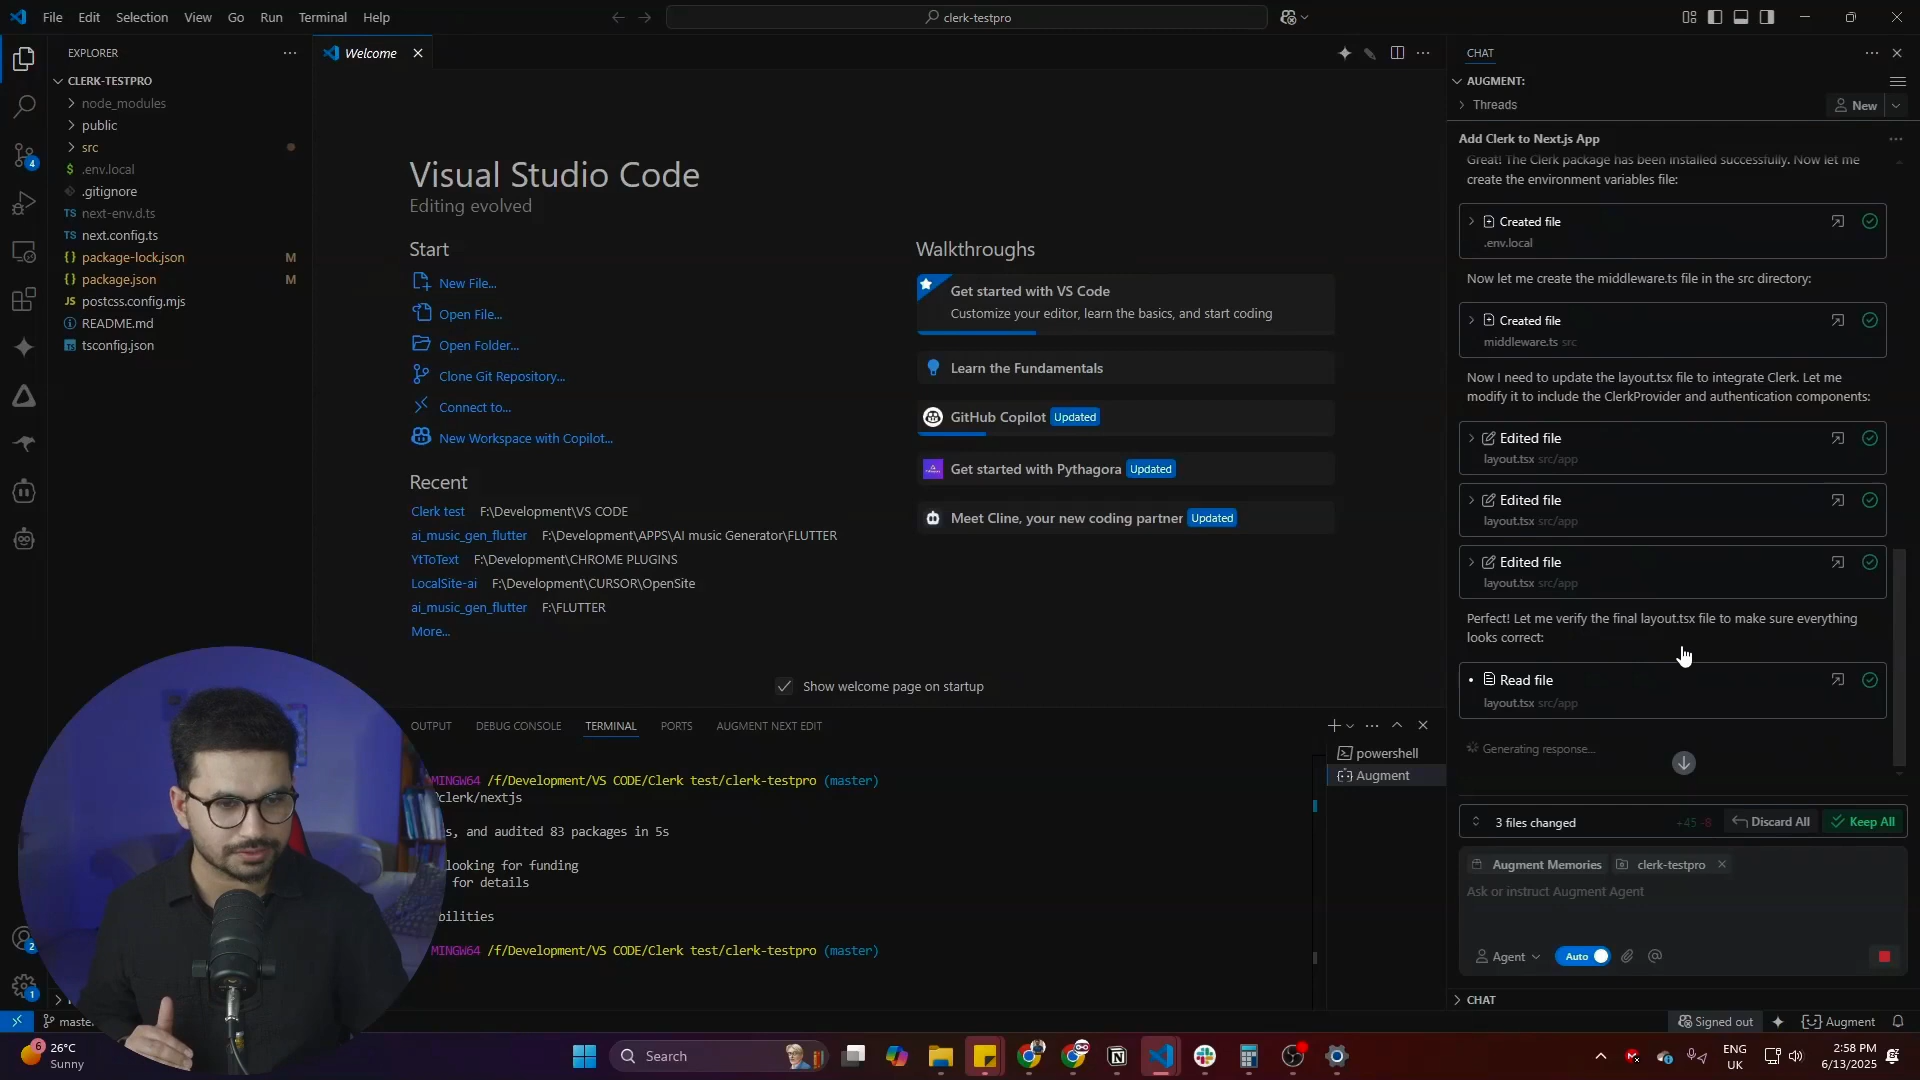 File Edit Selection View Go Run Terminal Help
clerk-testpro
EXPLORER
CLERK-TESTPRO
node_modules
public
src
.env.local
.gitignore
next-env.d.ts
next.config.ts
package-lock.json M
package.json M
postcss.config.mjs
README.md
tsconfig.json
Welcome
Visual Studio Code
Editing evolved
Start
New File...
Open File...
Open Folder...
Clone Git Repository...
Connect to...
New Workspace with Copilot...
Recent
Clerk test F:\Development\VS CODE
ai_music_gen_flutter F:\Development\APPS\AI music Generator\FLUTTER
YtToText F:\Development\CHROME PLUGINS
LocalSite-ai F:\Development\CURSOR\OpenSite
ai_music_gen_flutter F:\FLUTTER
More...
Walkthroughs
Get started with VS Code
Customize your editor, learn the basics, and start coding
Learn the Fundamentals
GitHub Copilot Updated
Get started with Pythagora Updated
Meet Cline, your new coding partner Updated
Show welcome page on startup
OUTPUT DEBUG CONSOLE TERMINAL PORTS AUGMENT NEXT EDIT
MINGW64 /f/Development/VS CODE/Clerk test/clerk-testpro (master)
clerk/nextjs
s, and audited 83 packages in 5s
looking for funding
for details
bilities
MINGW64 /f/Development/VS CODE/Clerk test/clerk-testpro (master)
powershell
Augment
CHAT
AUGMENT:
Threads
New
Add Clerk to Next.js App
Great! The Clerk package has been installed successfully. Now let me
create the environment variables file:
Created file
.env.local
Now let me create the middleware.ts file in the src directory:
Created file
middleware.ts src
Now I need to update the layout.tsx file to integrate Clerk. Let me
modify it to include the ClerkProvider and authentication components:
Edited file
layout.tsx src/app
Edited file
layout.tsx src/app
Edited file
layout.tsx src/app
Perfect! Let me verify the final layout.tsx file to make sure everything
looks correct:
Read file
layout.tsx src/app
Generating response...
3 files changed +45 -8 Discard All Keep All
Augment Memories clerk-testpro
Ask or instruct Augment Agent
Agent Auto
CHAT
4
2
1
master
Signed out Augment
6
26°C
Sunny
Search
ENG
UK
2:58 PM
6/13/2025